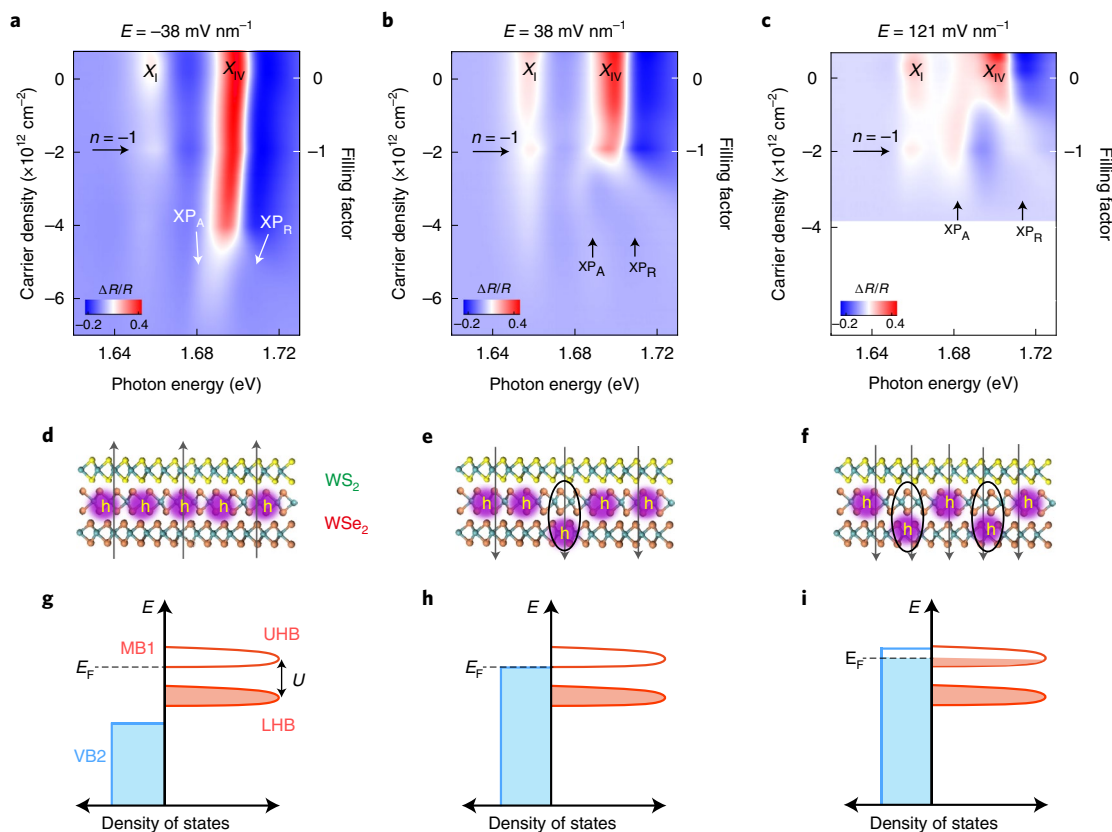 a
E = −38 mV nm−1
Carrier density (×10¹² cm⁻²)
0
−2
−4
−6
XI
XIV
n = −1
XPA
XPR
ΔR/R
−0.2 0.4
0
−1
Filling factor
1.64 1.68 1.72
Photon energy (eV)
b
E = 38 mV nm−1
Carrier density (×10¹² cm⁻²)
0
−2
−4
−6
XI
XIV
n = −1
XPA
XPR
ΔR/R
−0.2 0.4
0
−1
Filling factor
1.64 1.68 1.72
Photon energy (eV)
c
E = 121 mV nm−1
Carrier density (×10¹² cm⁻²)
0
−2
−4
−6
XI
XIV
n = −1
XPA
XPR
ΔR/R
−0.2 0.4
0
−1
Filling factor
1.64 1.68 1.72
Photon energy (eV)
d
h h h h h
WS2
WSe2
e
h h h h
h
f
h h h
h h
g
E
MB1
UHB
EF
U
LHB
VB2
Density of states
h
E
EF
Density of states
i
E
EF
Density of states